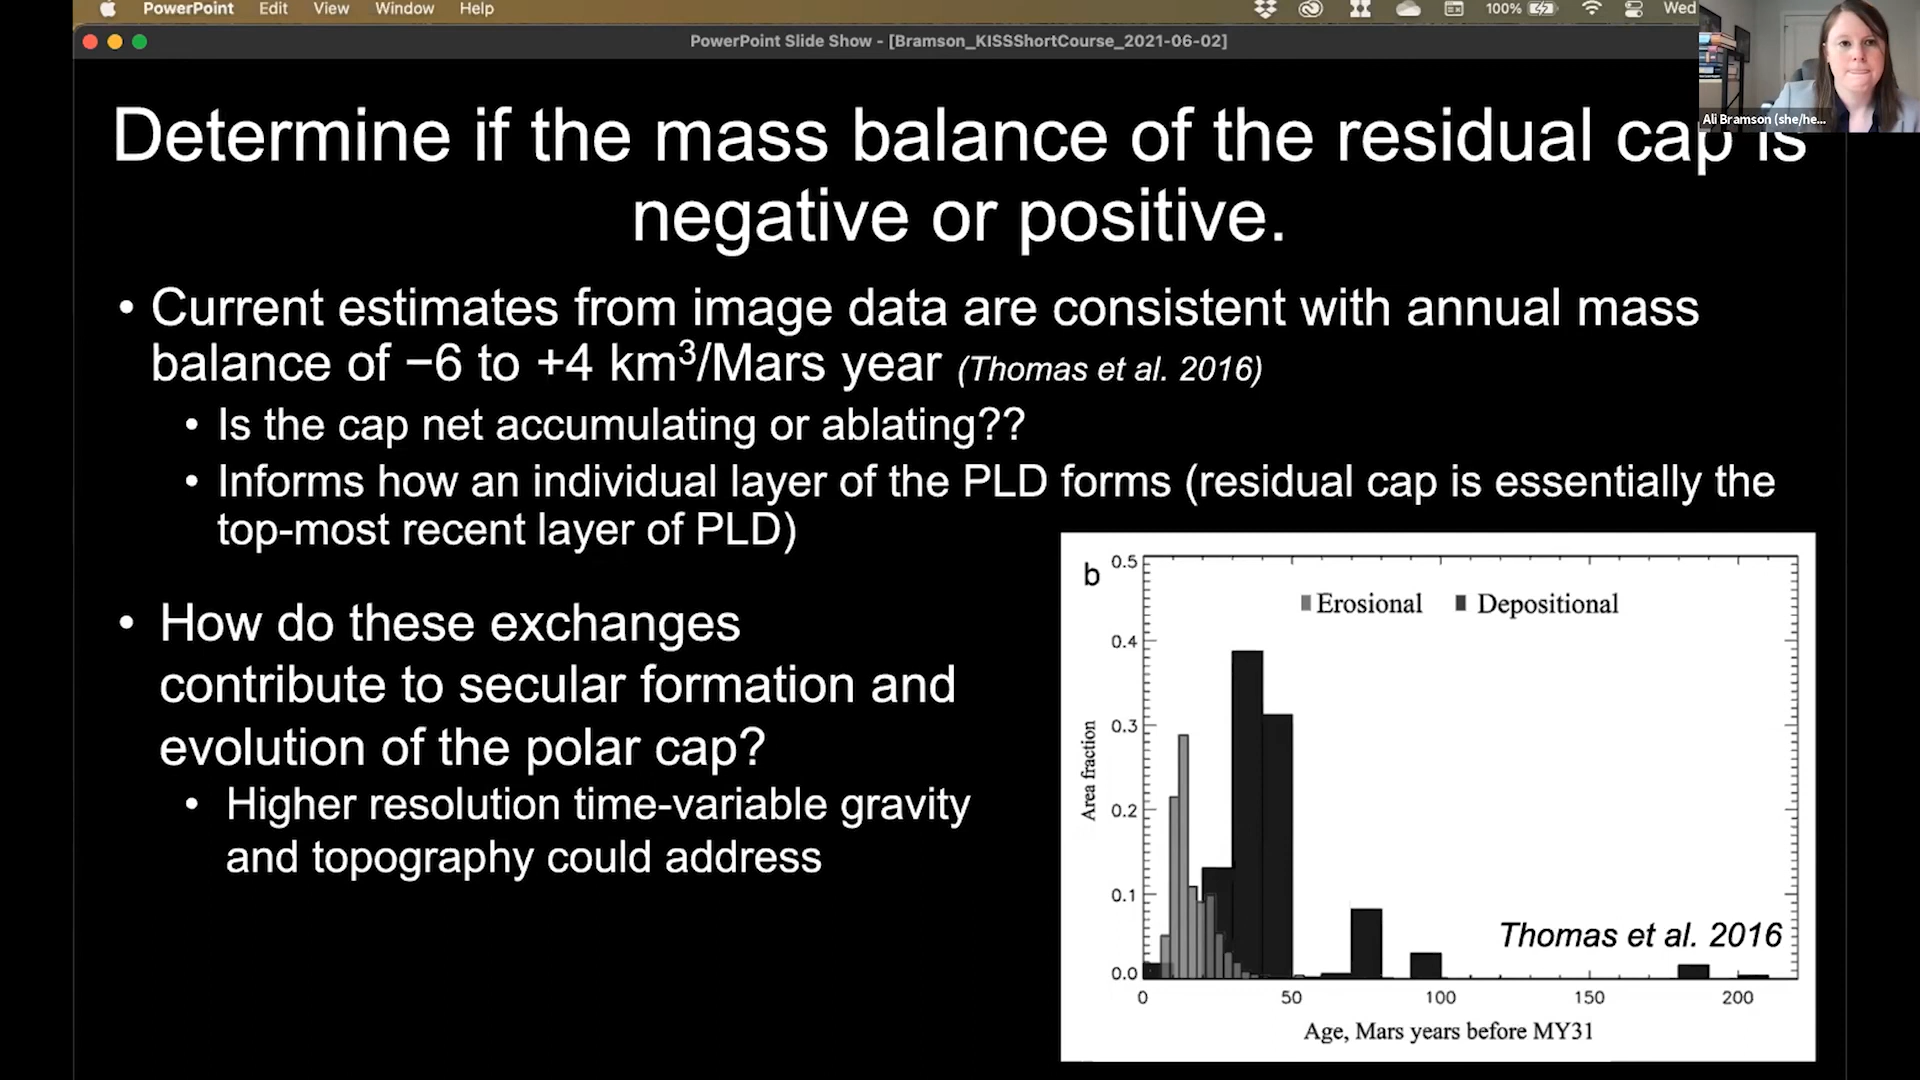 PowerPoint Edit View Window Help 100% Wed
PowerPoint Slide Show - [Bramson_KISSShortCourse_2021-06-02]
Ali Bramson (she/he...
Determine if the mass balance of the residual cap is
negative or positive.
• Current estimates from image data are consistent with annual mass
balance of −6 to +4 km³/Mars year (Thomas et al. 2016)
• Is the cap net accumulating or ablating??
• Informs how an individual layer of the PLD forms (residual cap is essentially the
top-most recent layer of PLD)
• How do these exchanges
contribute to secular formation and
evolution of the polar cap?
• Higher resolution time-variable gravity
and topography could address
b
Erosional Depositional
0.5
0.4
0.3
0.2
0.1
0.0
Area fraction
Thomas et al. 2016
0 50 100 150 200
Age, Mars years before MY31